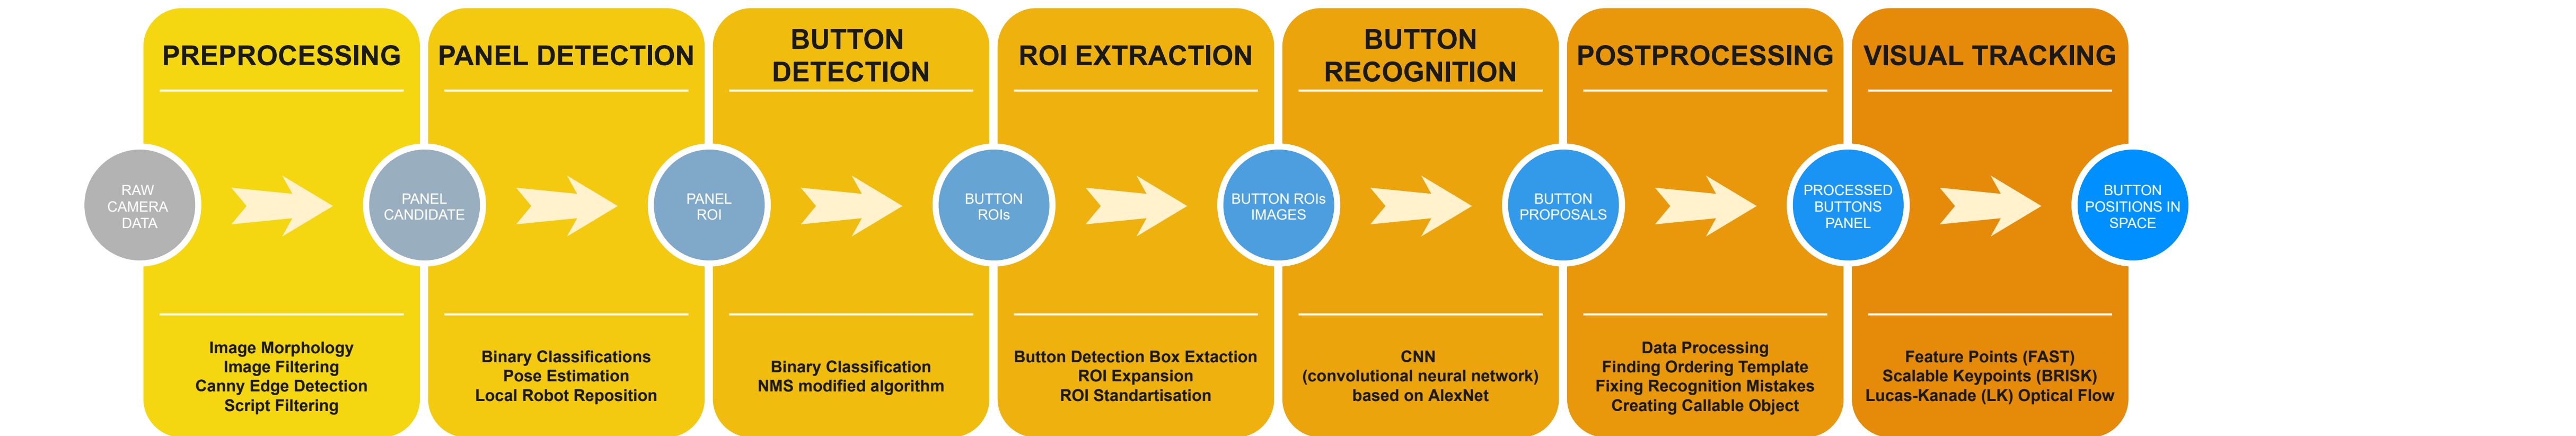 PREPROCESSING
PANEL DETECTION
BUTTON
DETECTION
ROI EXTRACTION
BUTTON
RECOGNITION
POSTPROCESSING
VISUAL TRACKING
RAW
CAMERA
DATA
PANEL
CANDIDATE
PANEL
ROI
BUTTON
ROIs
BUTTON ROIs
IMAGES
BUTTON
PROPOSALS
PROCESSED
BUTTONS
PANEL
BUTTON
POSITIONS IN
SPACE
Image Morphology
Image Filtering
Canny Edge Detection
Script Filtering
Binary Classifications
Pose Estimation
Local Robot Reposition
Binary Classification
NMS modified algorithm
Button Detection Box Extaction
ROI Expansion
ROI Standartisation
CNN
(convolutional neural network)
based on AlexNet
Data Processing
Finding Ordering Template
Fixing Recognition Mistakes
Creating Callable Object
Feature Points (FAST)
Scalable Keypoints (BRISK)
Lucas-Kanade (LK) Optical Flow